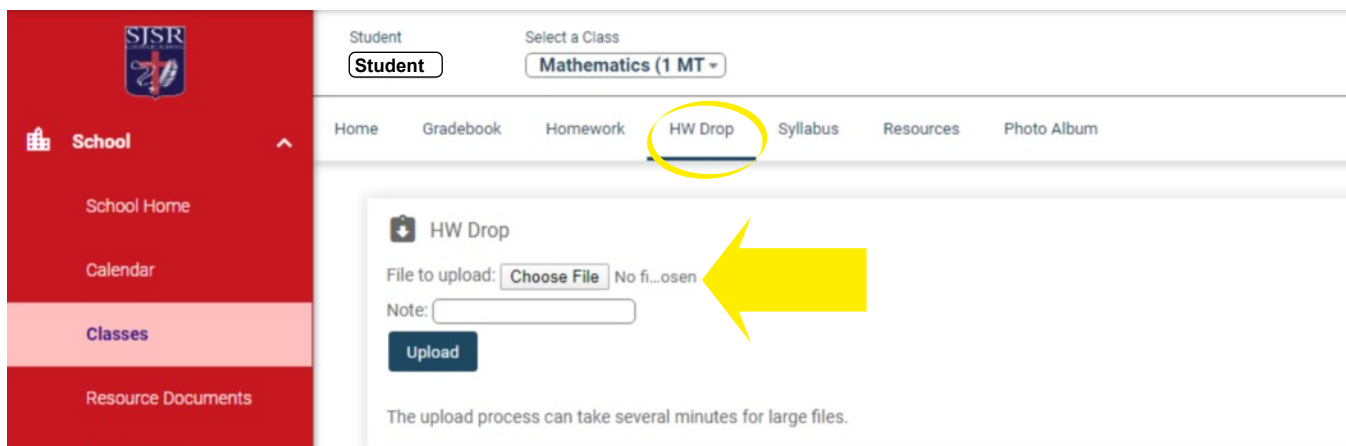 SJSR
Student
Select a Class
Student
Mathematics (1 MT
School
Home
Gradebook
Homework
HW Drop
Syllabus
Resources
Photo Album
School Home
Calendar
Classes
Resource Documents
HW Drop
File to upload: Choose File No fi...osen
Note:
Upload
The upload process can take several minutes for large files.